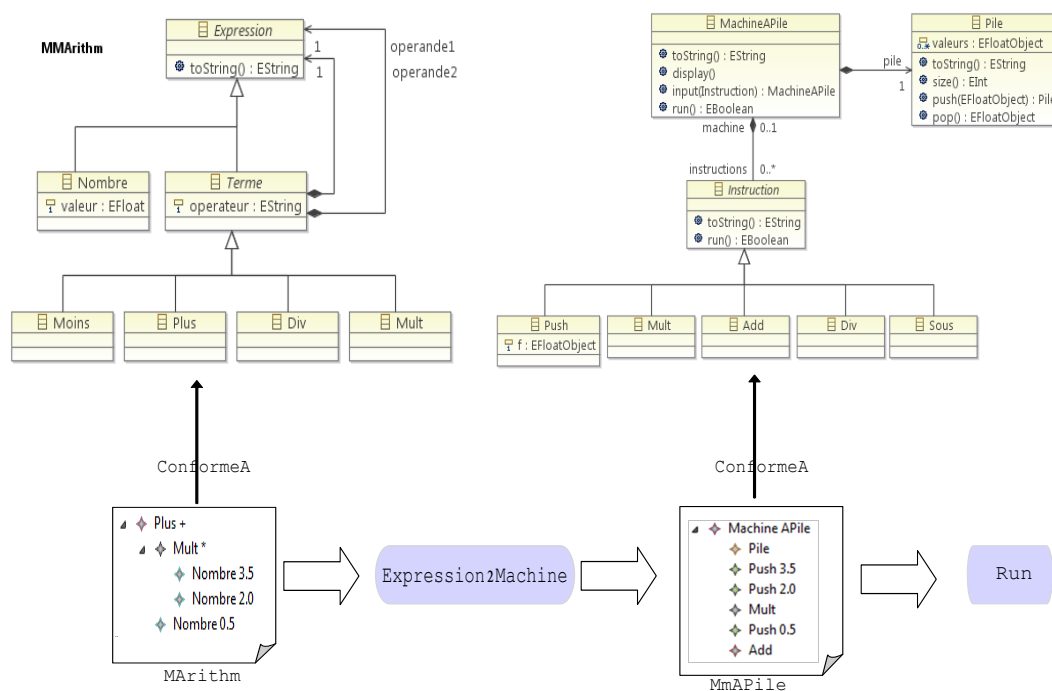 MMArithm
Expression
toString() : EString
1
1
operande1
operande2
Nombre
valeur : EFloat
Terme
operateur : EString
Moins
Plus
Div
Mult
MachineAPile
toString() : EString
display()
input(Instruction) : MachineAPile
run() : EBoolean
pile
1
Pile
0..*
valeurs : EFloatObject
toString() : EString
size() : EInt
push(EFloatObject) : Pile
pop() : EFloatObject
machine
0..1
instructions
0..*
Instruction
toString() : EString
run() : EBoolean
Push
f : EFloatObject
Mult
Add
Div
Sous
ConformeA
ConformeA
Plus +
Mult *
Nombre 3.5
Nombre 2.0
Nombre 0.5
MArithm
Expression2Machine
Machine APile
Pile
Push 3.5
Push 2.0
Mult
Push 0.5
Add
MmAPile
Run